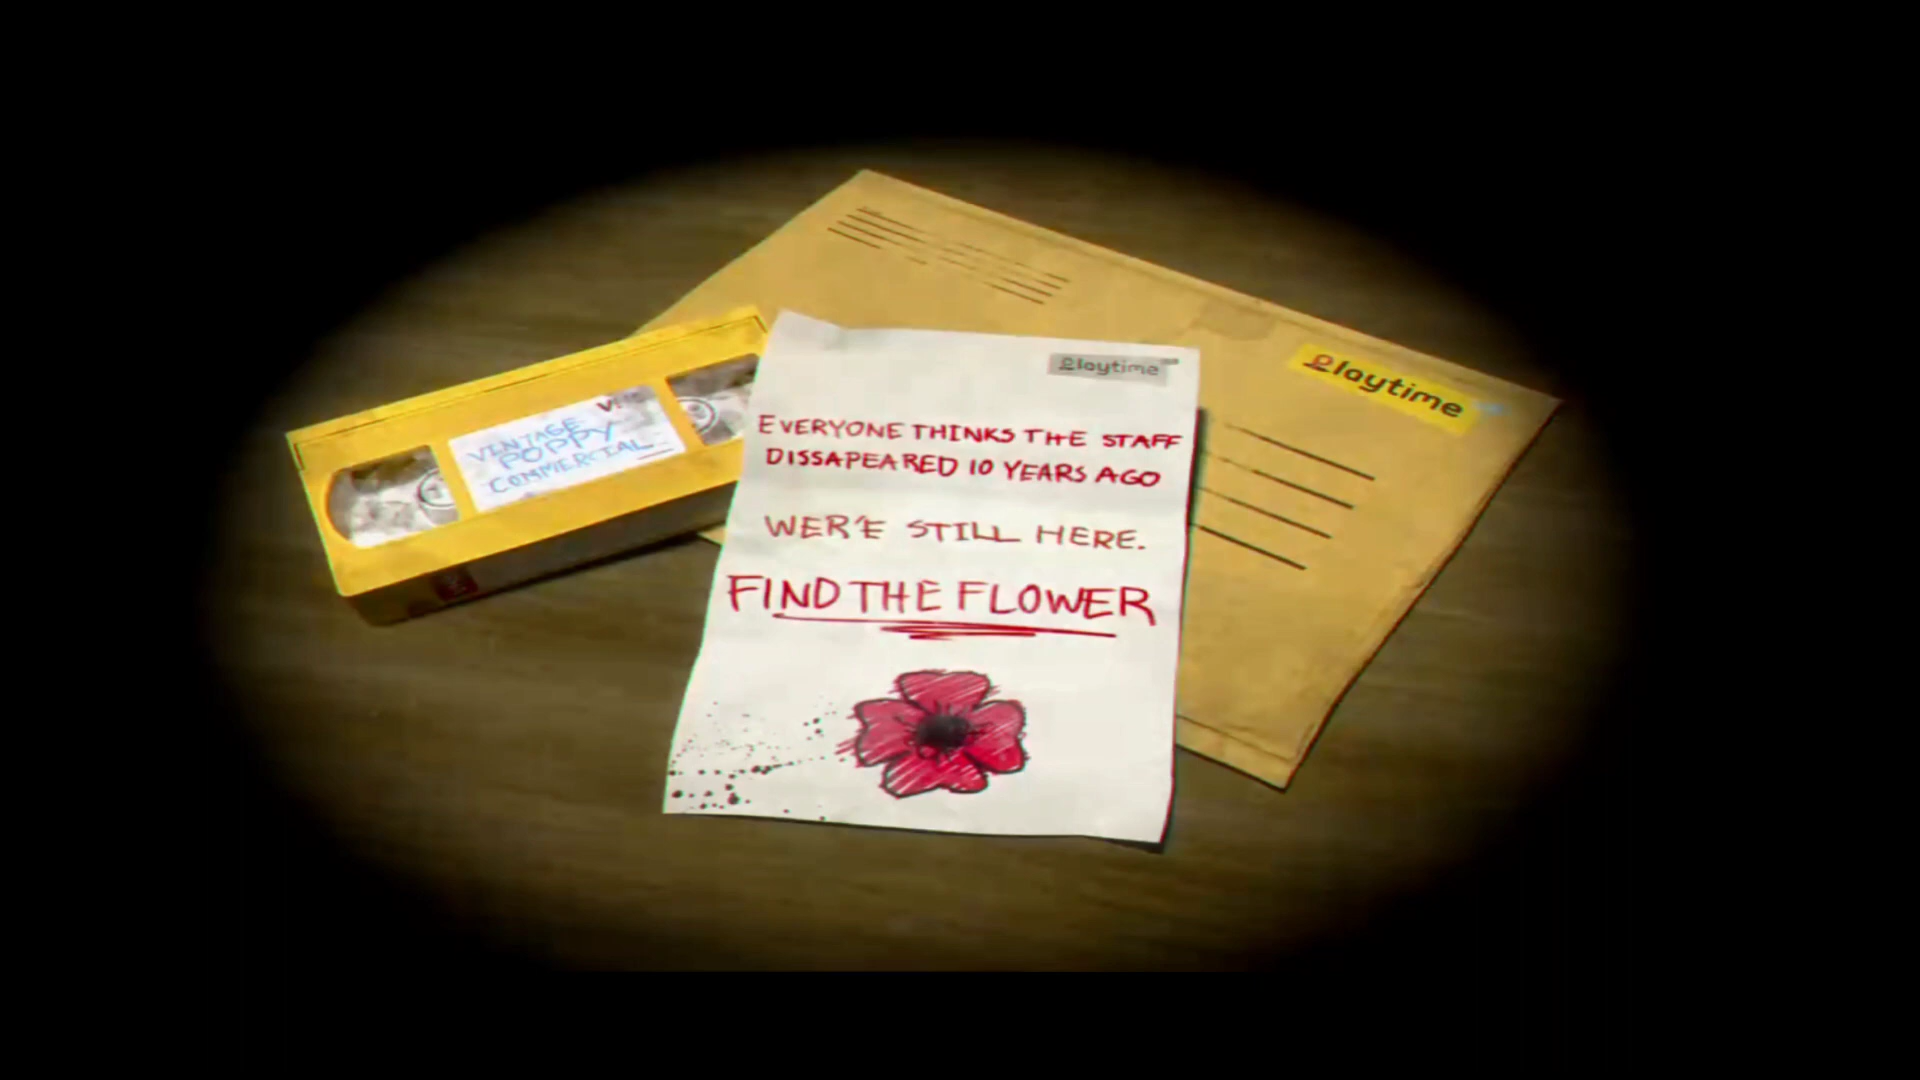 Playtime
VINTAGE
POPPY
COMMERCIAL
Playtime
EVERYONE THINKS THE STAFF
DISSAPEARED 10 YEARS AGO
WER'E STILL HERE.
FIND THE FLOWER